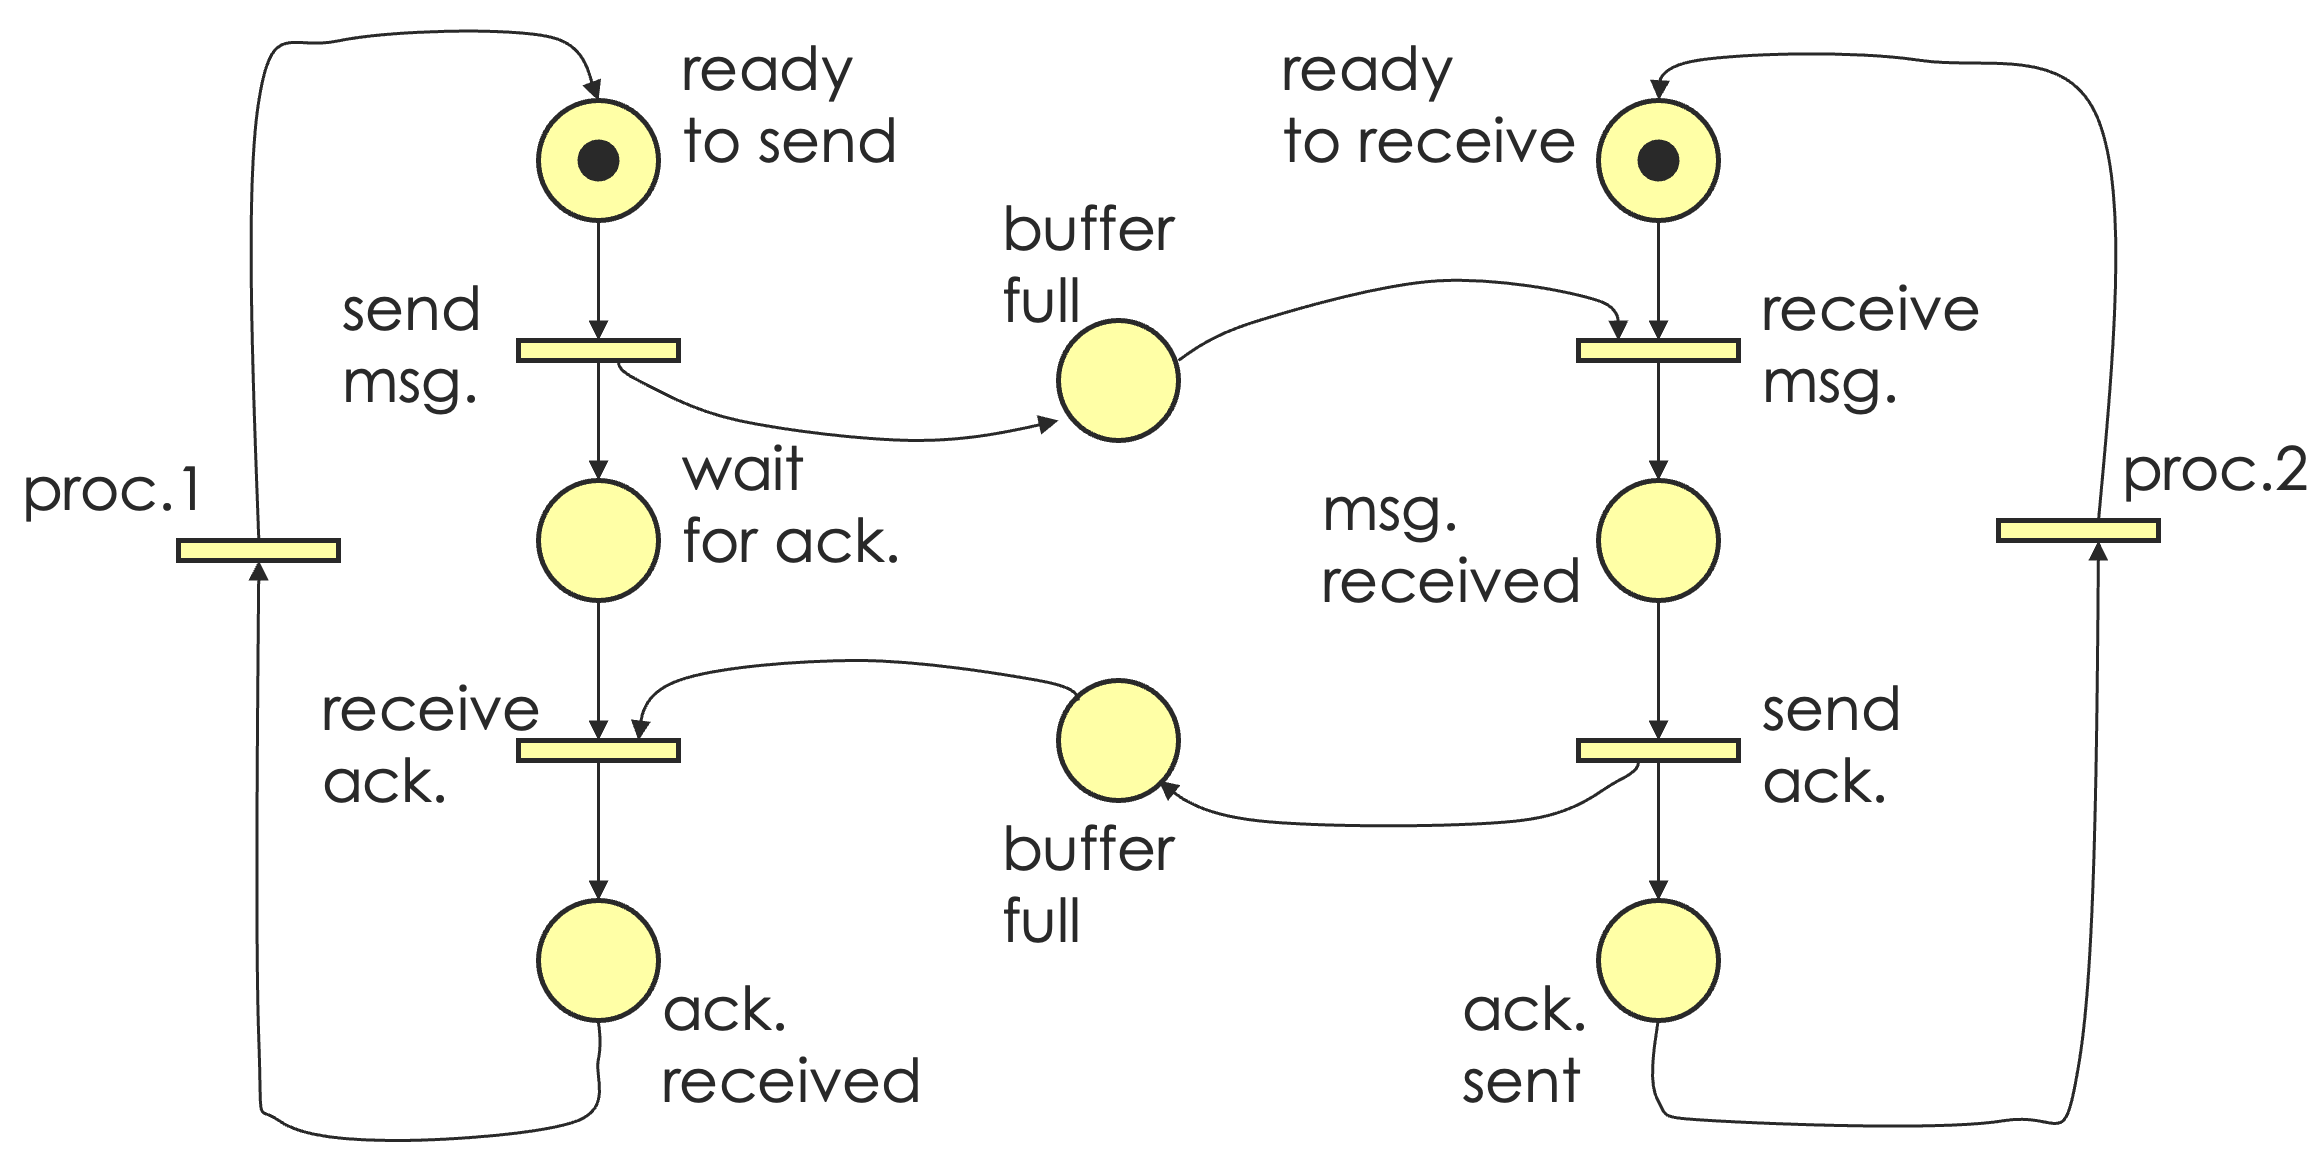 ready
to send
ready
to receive
buffer
full
send
msg.
receive
msg.
proc.1
wait
for ack.
msg.
received
proc.2
receive
ack.
send
ack.
buffer
full
ack.
received
ack.
sent